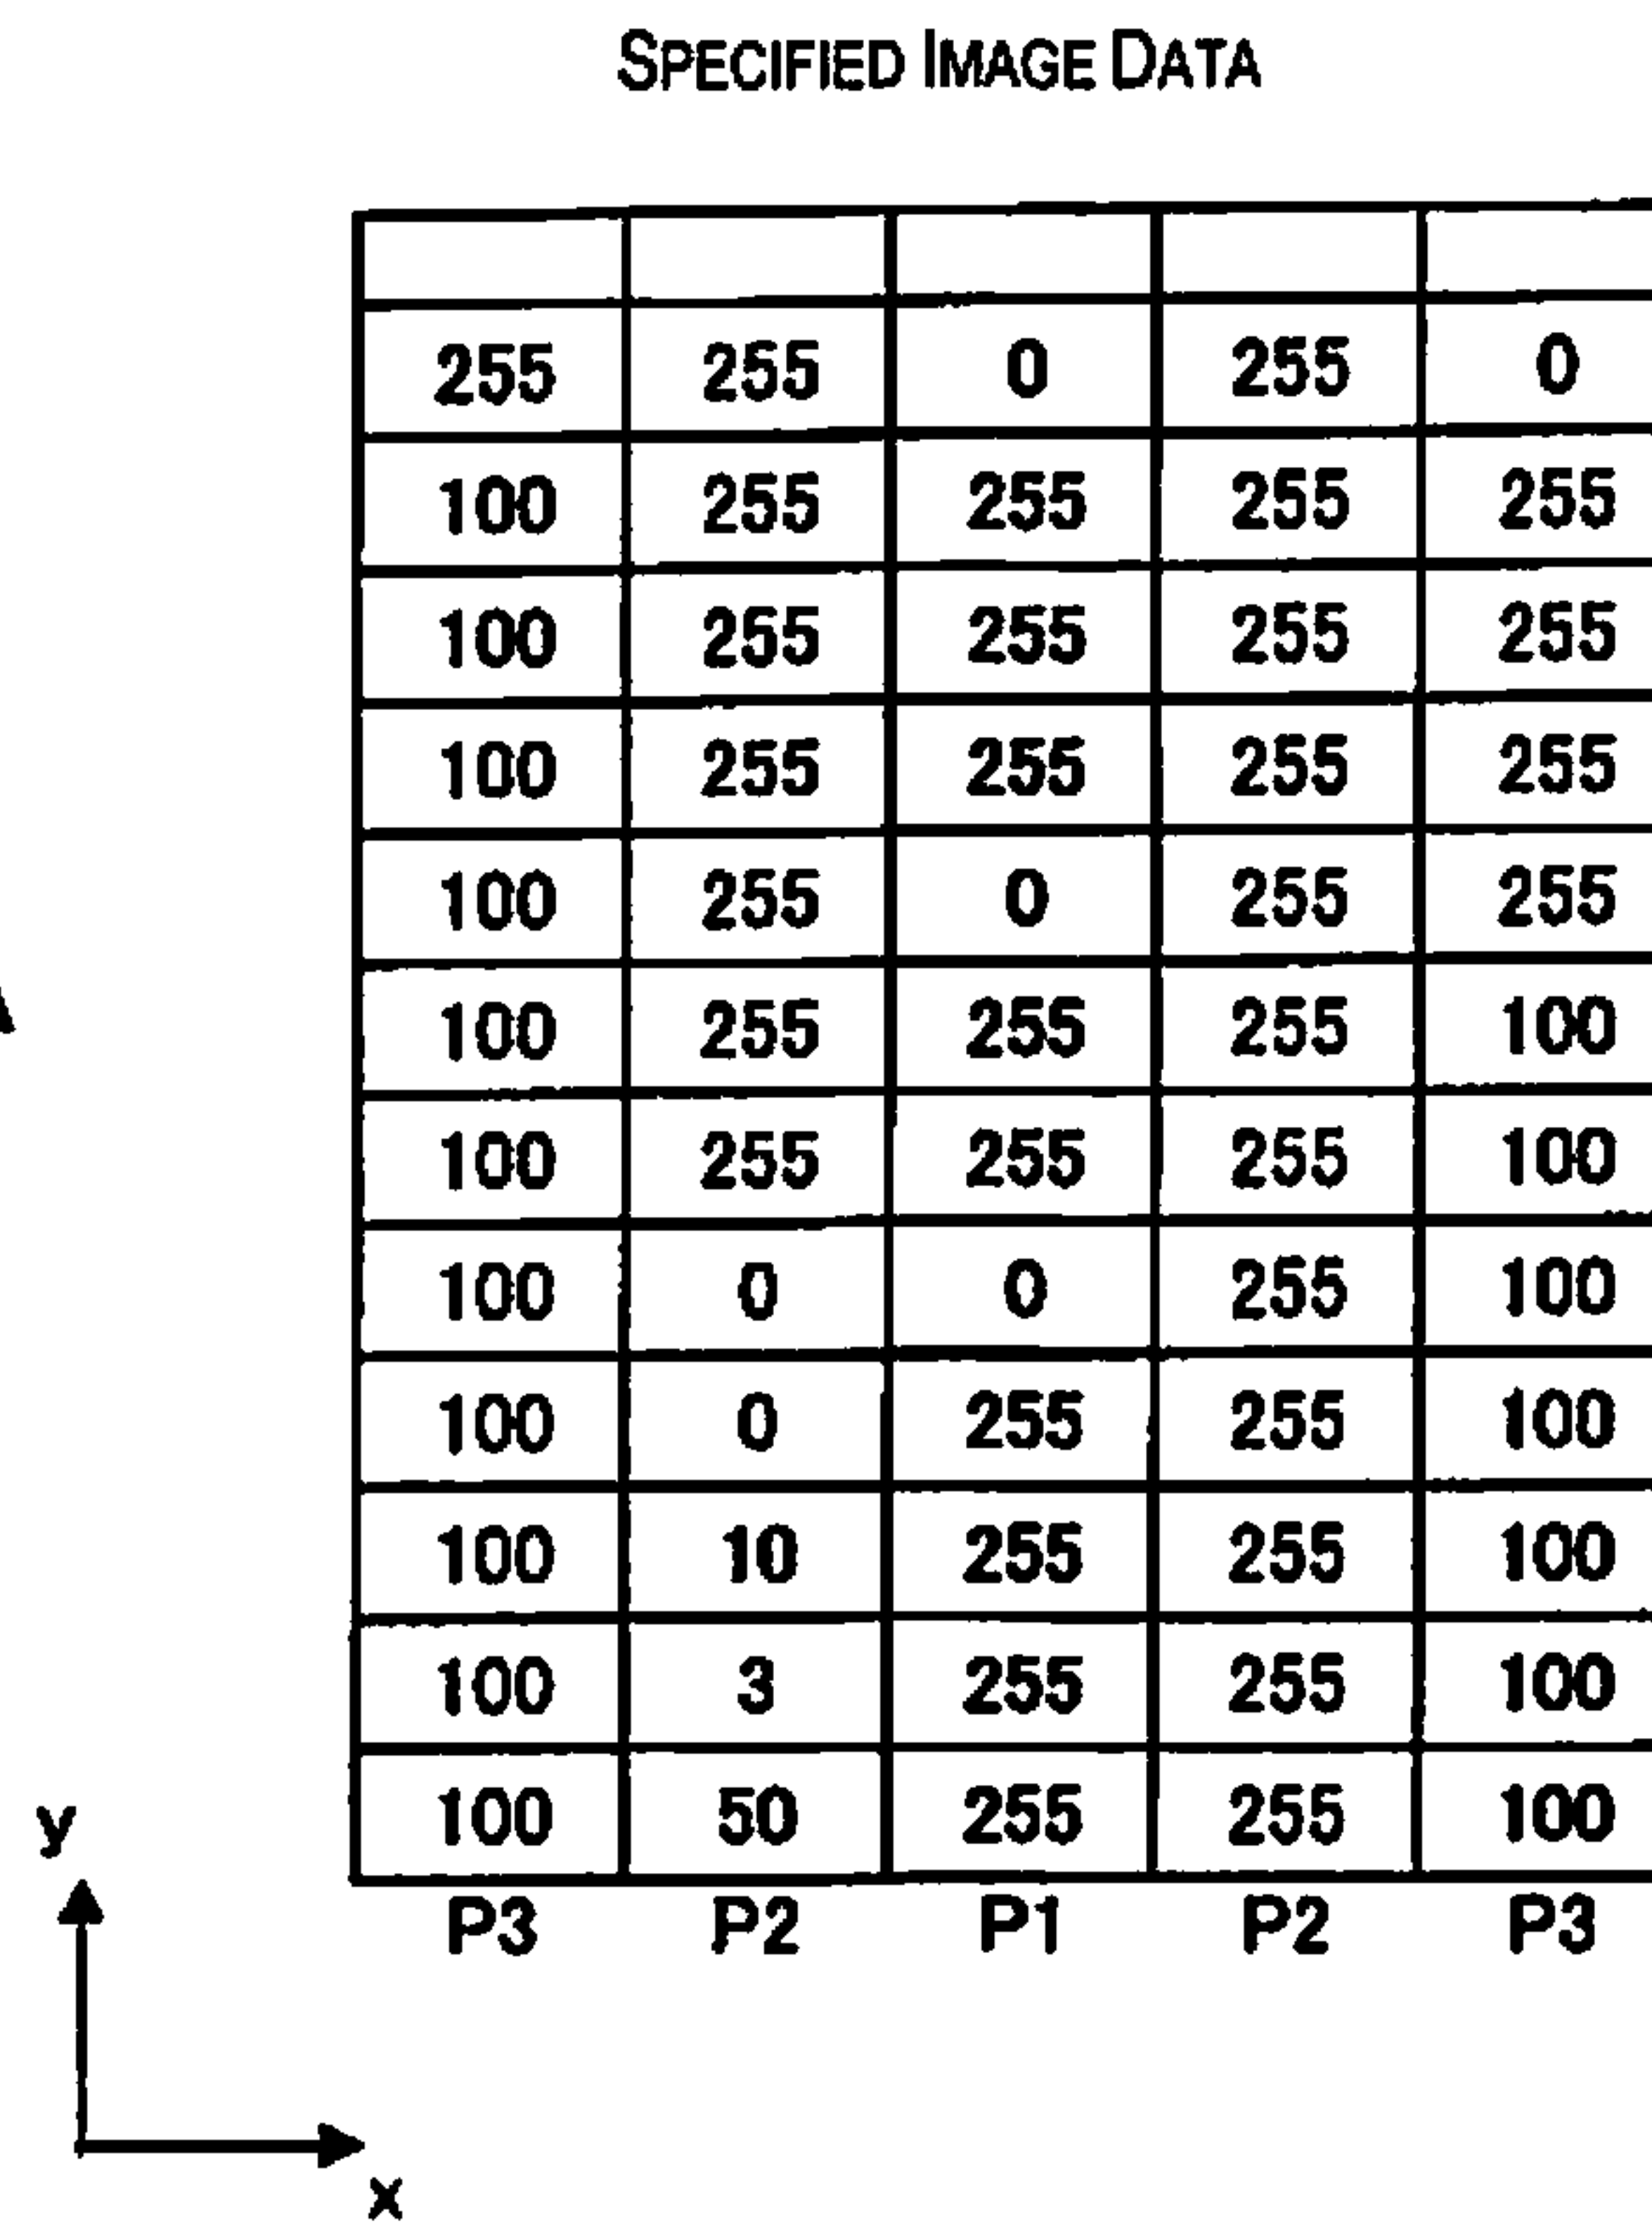 SPECIFIED IMAGE DATA
255 255 0 255 0
100 255 255 255 255
100 265 255 255 255
100 255 255 255 255
100 255 0 255 255
100 255 255 255 100
100 255 255 255 100
100 0 0 255 100
100 0 255 255 100
100 10 255 255 100
100 3 255 255 100
100 50 255 255 100
P3 P2 P1 P2 P3
y
x